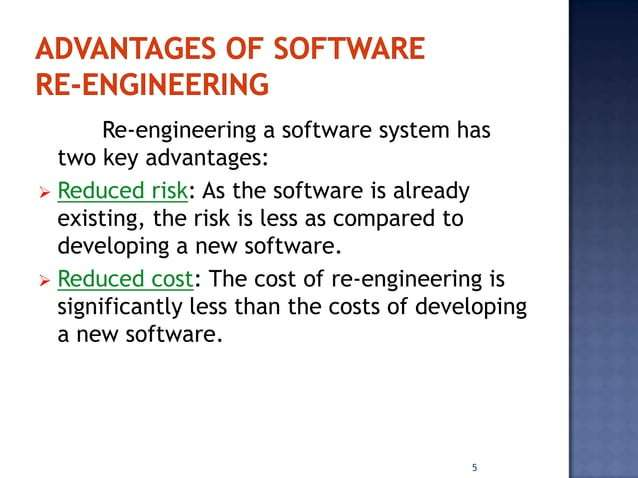 ADVANTAGES OF SOFTWARE
RE-ENGINEERING
Re-engineering a software system has
two key advantages:
Reduced risk: As the software is already
existing, the risk is less as compared to
developing a new software.
Reduced cost: The cost of re-engineering is
significantly less than the costs of developing
a new software.
5